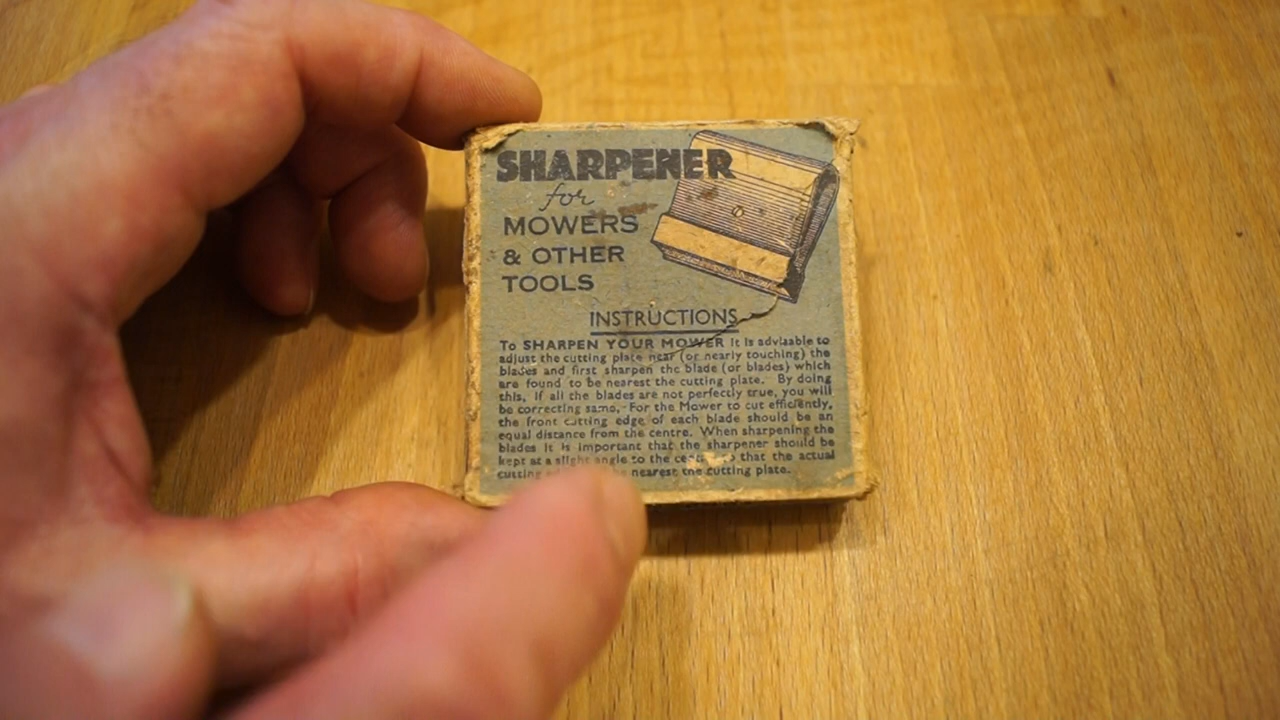 SHARPENER
for
MOWERS
& OTHER
TOOLS
INSTRUCTIONS
To SHARPEN YOUR MOWER it is advisable to
adjust the cutting plate near (or nearly touching) the
blades and first sharpen the blade (or blades) which
are found to be nearest the cutting plate. By doing
this, if all the blades are not perfectly true, you will
be correcting same. For the Mower to cut efficiently,
the front cutting edge of each blade should be an
equal distance from the centre. When sharpening the
blades it is important that the sharpener should be
kept at a slight angle to the so that the actual
cutting nearest the cutting plate.